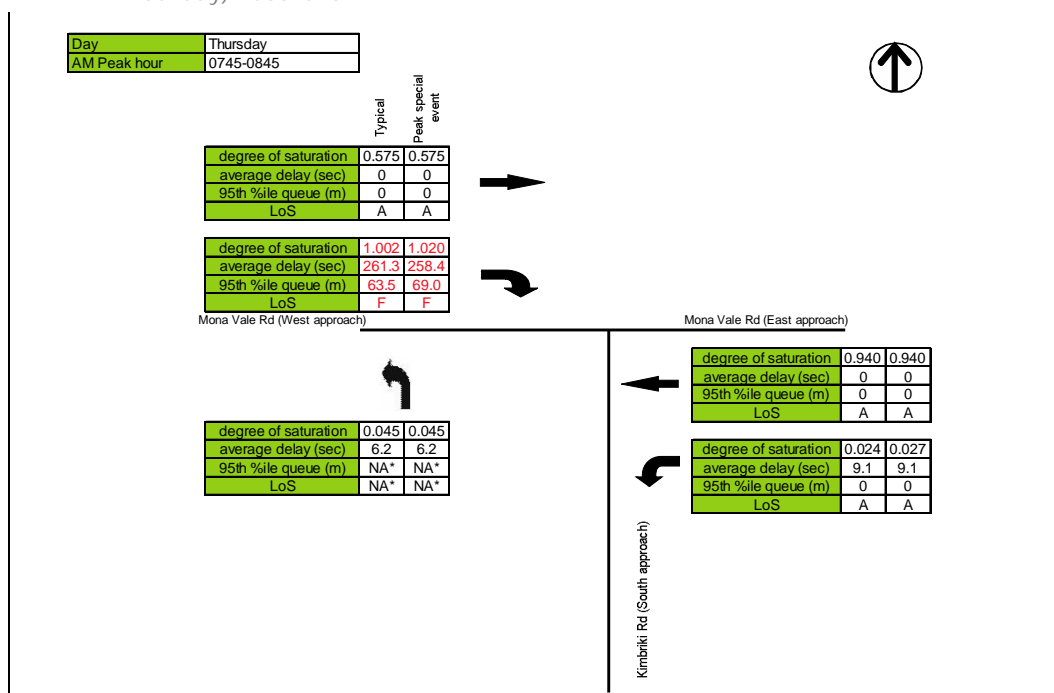 Day Thursday
AM Peak hour 0745-0845
Typical
Peak special
event
degree of saturation 0.575 0.575
average delay (sec) 0 0
95th %ile queue (m) 0 0
LoS A A
degree of saturation 1.002 1.020
average delay (sec) 261.3 258.4
95th %ile queue (m) 63.5 69.0
LoS F F
Mona Vale Rd (West approach)
Mona Vale Rd (East approach)
degree of saturation 0.940 0.940
average delay (sec) 0 0
95th %ile queue (m) 0 0
LoS A A
degree of saturation 0.045 0.045
average delay (sec) 6.2 6.2
95th %ile queue (m) NA* NA*
LoS NA* NA*
degree of saturation 0.024 0.027
average delay (sec) 9.1 9.1
95th %ile queue (m) 0 0
LoS A A
Kimbriki Rd (South approach)